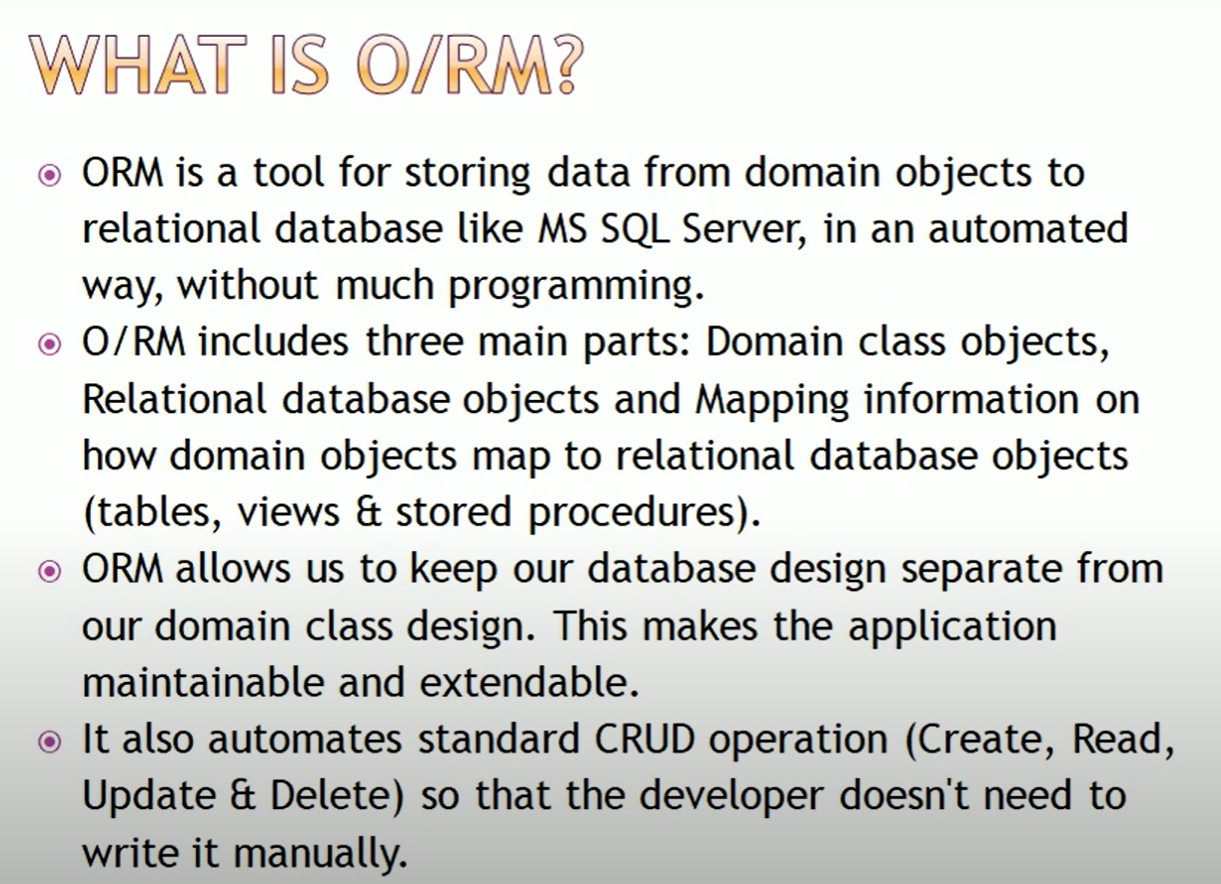 WHAT IS O/RM?
ORM is a tool for storing data from domain objects to
relational database like MS SQL Server, in an automated
way, without much programming.
O/RM includes three main parts: Domain class objects,
Relational database objects and Mapping information on
how domain objects map to relational database objects
(tables, views & stored procedures).
ORM allows us to keep our database design separate from
our domain class design. This makes the application
maintainable and extendable.
It also automates standard CRUD operation (Create, Read,
Update & Delete) so that the developer doesn't need to
write it manually.